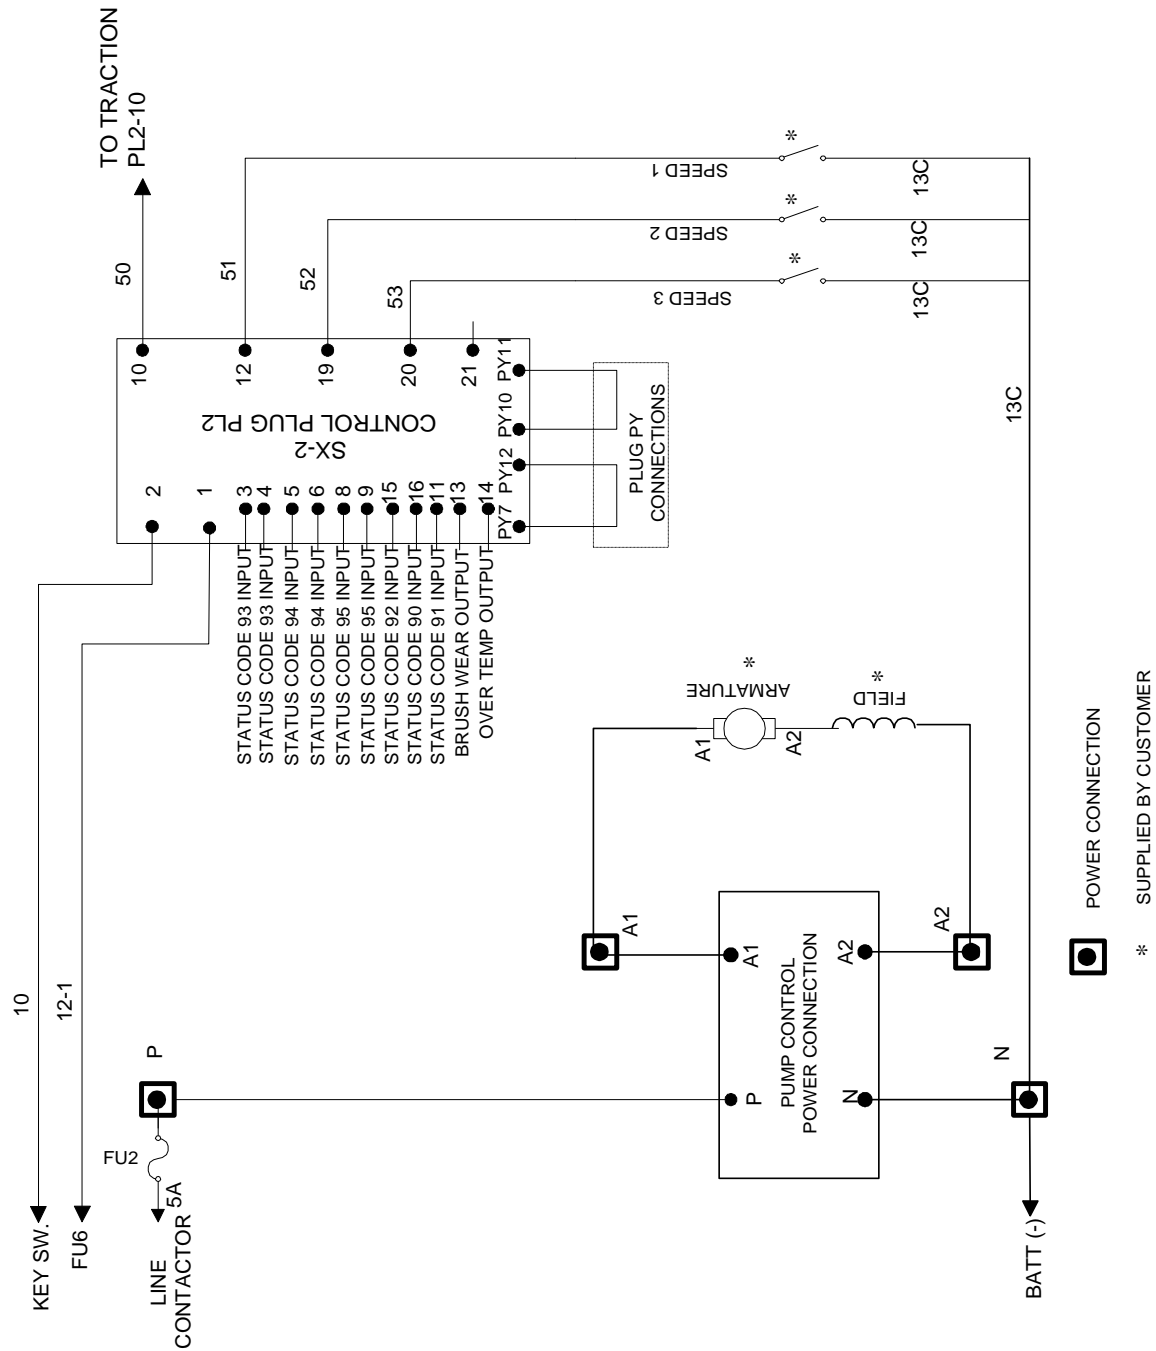 TO TRACTION
PL2-10
50
51
52
53
10
12
19
20
21
SX-2
CONTROL PLUG PL2
2
1
3
4
5
6
8
9
15
16
11
13
14
PY11
PY10
PY12
PY7
PLUG PY
CONNECTIONS
SPEED 1
SPEED 2
SPEED 3
*
*
*
13C
13C
13C
13C
STATUS CODE 93 INPUT
STATUS CODE 93 INPUT
STATUS CODE 94 INPUT
STATUS CODE 94 INPUT
STATUS CODE 95 INPUT
STATUS CODE 95 INPUT
STATUS CODE 92 INPUT
STATUS CODE 90 INPUT
STATUS CODE 91 INPUT
BRUSH WEAR OUTPUT
OVER TEMP OUTPUT
10
12-1
KEY SW.
FU6
P
FU2
5A
LINE
CONTACTOR
*
ARMATURE
A1
A2
*
FIELD
A1
A2
A1
A2
P
N
PUMP CONTROL
POWER CONNECTION
N
BATT (-)
POWER CONNECTION
* SUPPLIED BY CUSTOMER